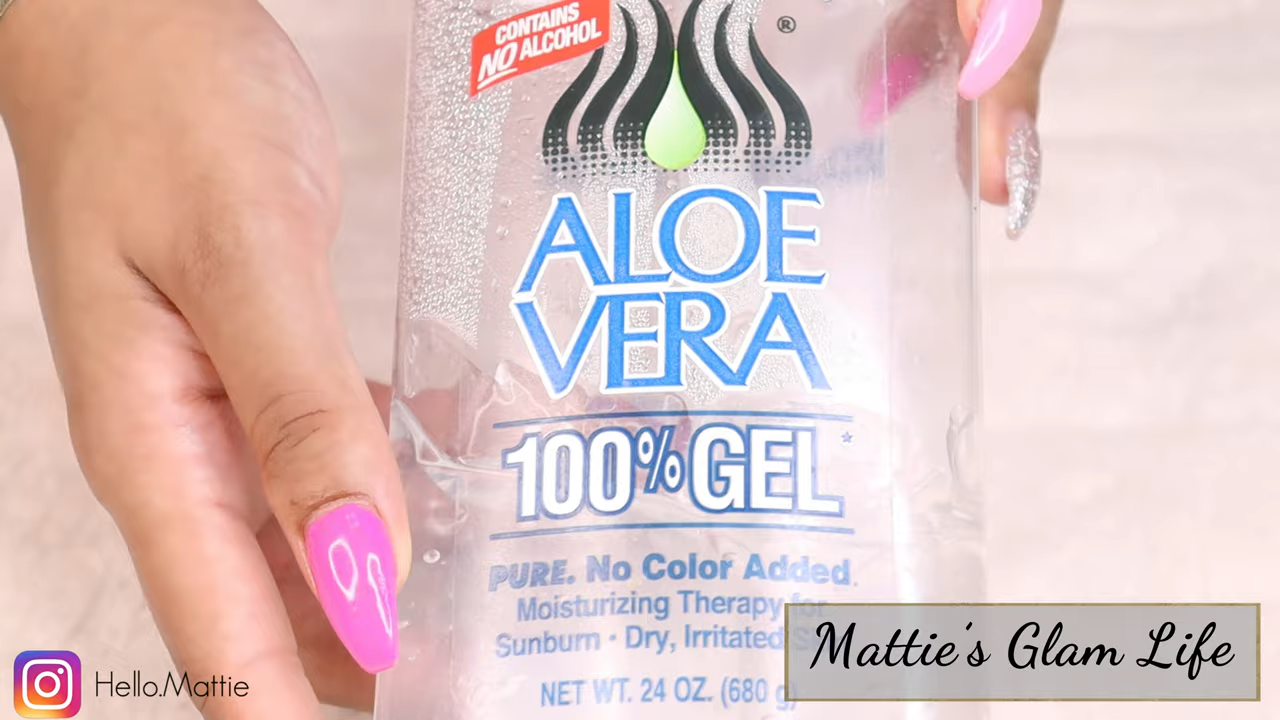 CONTAINS
NO ALCOHOL
®
ALOE
VERA
100% GEL*
PURE. No Color Added.
Moisturizing Therapy for
Sunburn • Dry, Irritated
NET WT. 24 OZ. (680 g)
Mattie's Glam Life
Hello.Mattie